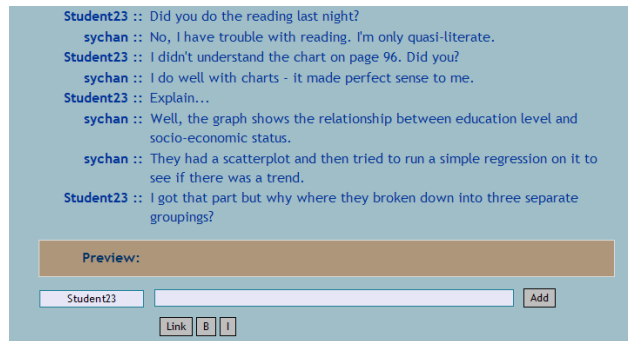 Student23 :: Did you do the reading last night?
sychan :: No, I have trouble with reading. I'm only quasi-literate.
Student23 :: I didn't understand the chart on page 96. Did you?
sychan :: I do well with charts - it made perfect sense to me.
Student23 :: Explain...
sychan :: Well, the graph shows the relationship between education level and
socio-economic status.
sychan :: They had a scatterplot and then tried to run a simple regression on it to
see if there was a trend.
Student23 :: I got that part but why where they broken down into three separate
groupings?
Preview:
Student23 Add
Link B I